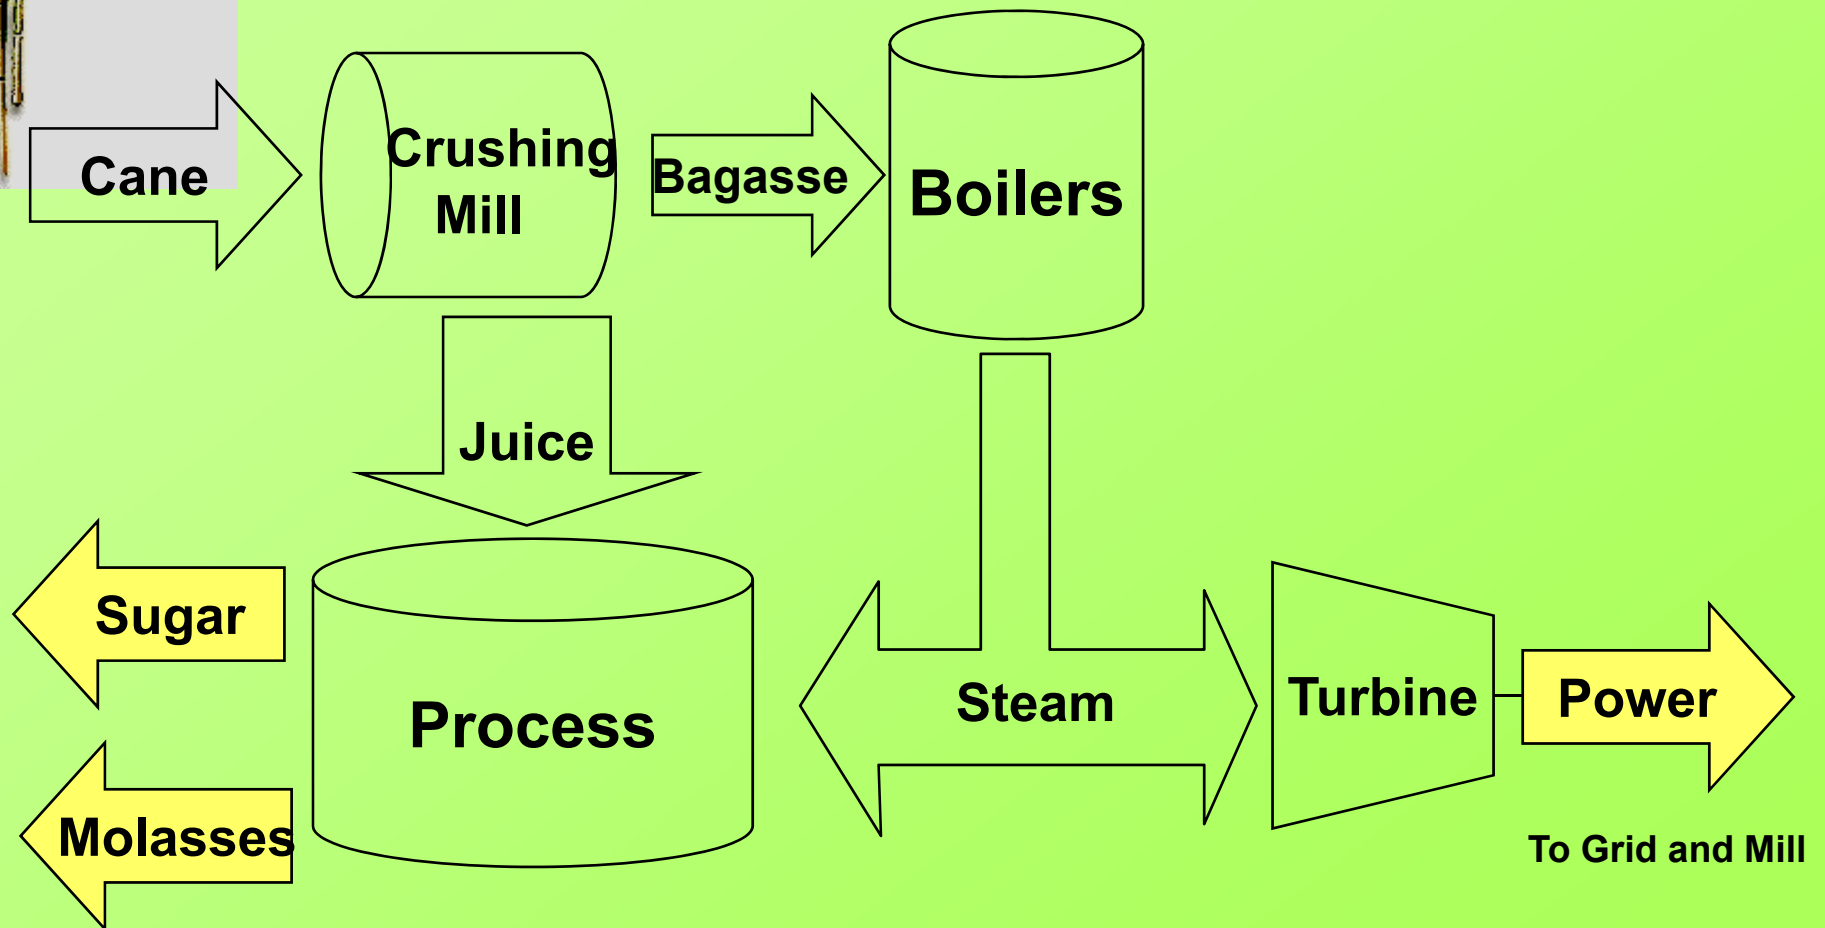 Cane
Crushing
Mill
Bagasse
Boilers
Juice
Sugar
Process
Steam
Turbine
Power
Molasses
To Grid and Mill